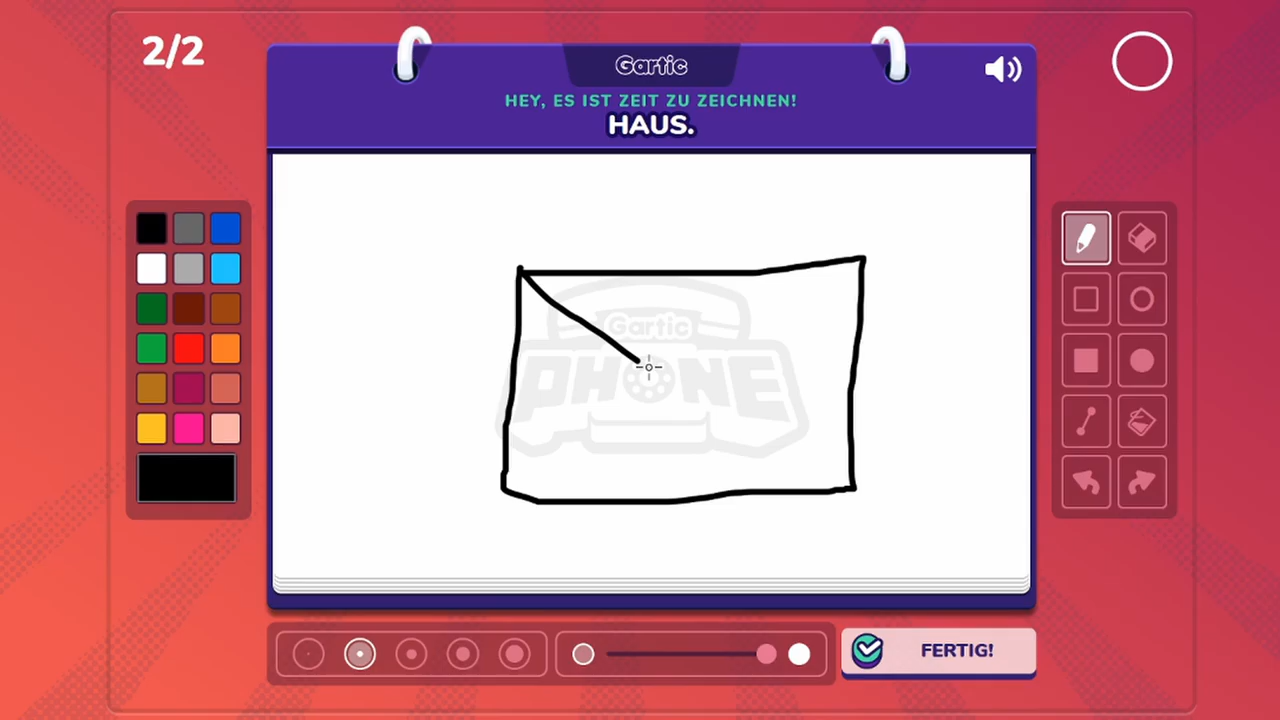 2/2
Gartic
HEY, ES IST ZEIT ZU ZEICHNEN!
HAUS.
Gartic
PHONE
FERTIG!